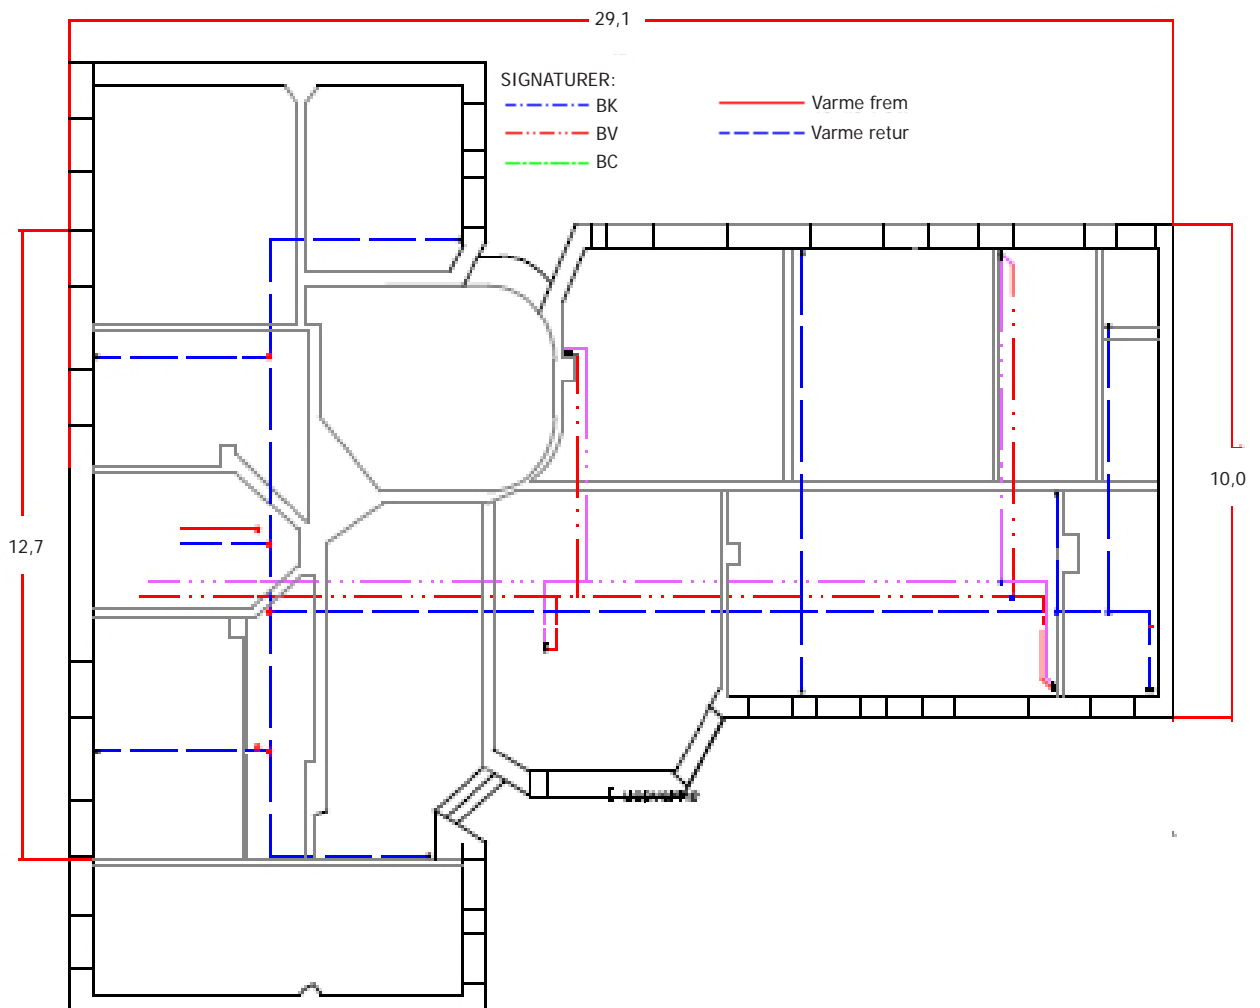 29,1
SIGNATURER:
BK
Varme frem
BV
Varme retur
BC
10,0
12,7